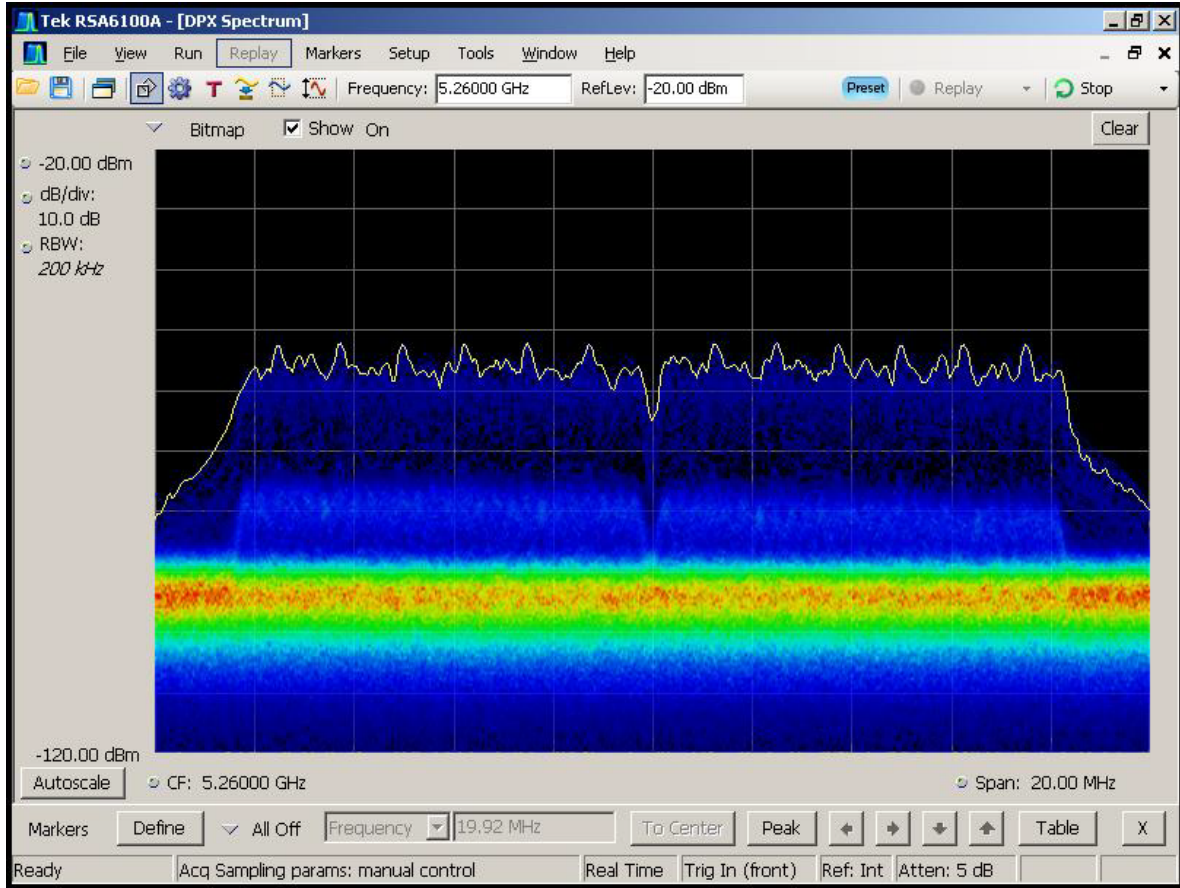 Tek RSA6100A - [DPX Spectrum]
File View Run Replay Markers Setup Tools Window Help
T Frequency: 5.26000 GHz RefLev: -20.00 dBm Preset Replay Stop
Bitmap Show On Clear
-20.00 dBm
dB/div:
10.0 dB
RBW:
200 kHz
-120.00 dBm
Autoscale CF: 5.26000 GHz Span: 20.00 MHz
Markers Define All Off Frequency 19.92 MHz To Center Peak Table X
Ready Acq Sampling params: manual control Real Time Trig In (front) Ref: Int Atten: 5 dB